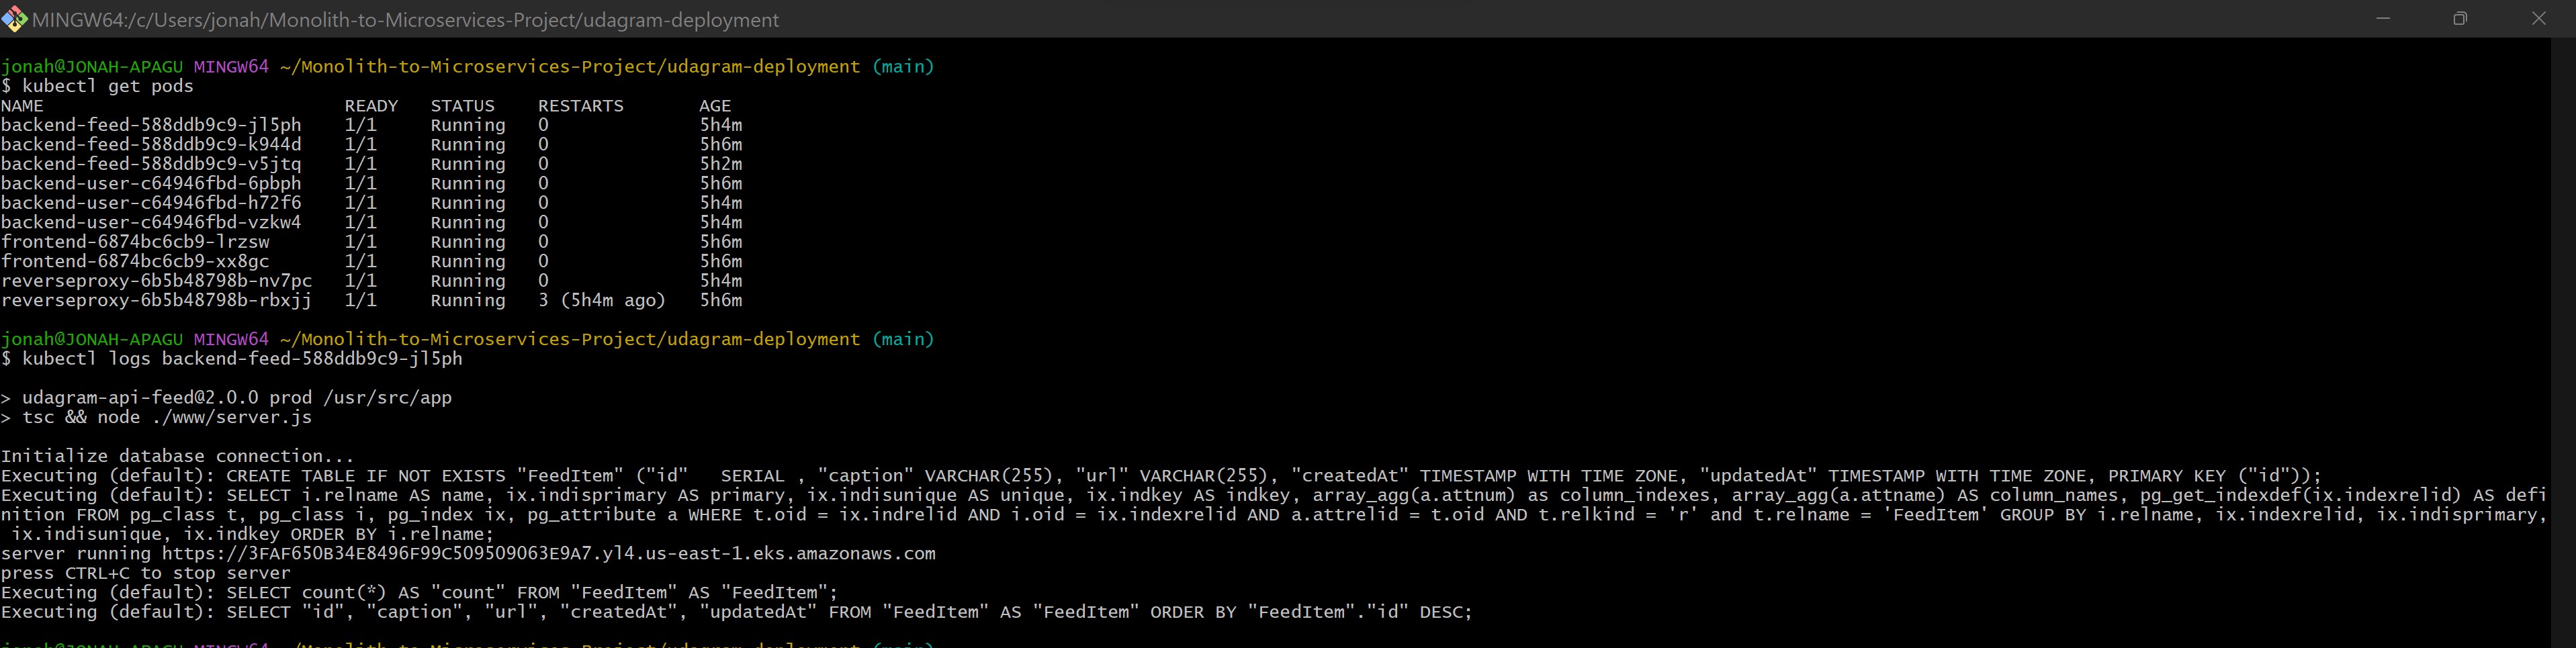 MINGW64:/c/Users/jonah/Monolith-to-Microservices-Project/udagram-deployment
jonah@JONAH-APAGU MINGW64 ~/Monolith-to-Microservices-Project/udagram-deployment (main)
$ kubectl get pods
NAME READY STATUS RESTARTS AGE
backend-feed-588ddb9c9-jl5ph 1/1 Running 0 5h4m
backend-feed-588ddb9c9-k944d 1/1 Running 0 5h6m
backend-feed-588ddb9c9-v5jtq 1/1 Running 0 5h2m
backend-user-c64946fbd-6pbph 1/1 Running 0 5h6m
backend-user-c64946fbd-h72f6 1/1 Running 0 5h4m
backend-user-c64946fbd-vzkw4 1/1 Running 0 5h4m
frontend-6874bc6cb9-lrzsw 1/1 Running 0 5h6m
frontend-6874bc6cb9-xx8gc 1/1 Running 0 5h6m
reverseproxy-6b5b48798b-nv7pc 1/1 Running 0 5h4m
reverseproxy-6b5b48798b-rbxjj 1/1 Running 3 (5h4m ago) 5h6m
jonah@JONAH-APAGU MINGW64 ~/Monolith-to-Microservices-Project/udagram-deployment (main)
$ kubectl logs backend-feed-588ddb9c9-jl5ph
> udagram-api-feed@2.0.0 prod /usr/src/app
> tsc && node ./www/server.js
Initialize database connection...
Executing (default): CREATE TABLE IF NOT EXISTS "FeedItem" ("id"   SERIAL , "caption" VARCHAR(255), "url" VARCHAR(255), "createdAt" TIMESTAMP WITH TIME ZONE, "updatedAt" TIMESTAMP WITH TIME ZONE, PRIMARY KEY ("id"));
Executing (default): SELECT i.relname AS name, ix.indisprimary AS primary, ix.indisunique AS unique, ix.indkey AS indkey, array_agg(a.attnum) as column_indexes, array_agg(a.attname) AS column_names, pg_get_indexdef(ix.indexrelid) AS defi
nition FROM pg_class t, pg_class i, pg_index ix, pg_attribute a WHERE t.oid = ix.indrelid AND i.oid = ix.indexrelid AND a.attrelid = t.oid AND t.relkind = 'r' and t.relname = 'FeedItem' GROUP BY i.relname, ix.indexrelid, ix.indisprimary,
ix.indisunique, ix.indkey ORDER BY i.relname;
server running https://3FAF650B34E8496F99C509509063E9A7.yl4.us-east-1.eks.amazonaws.com
press CTRL+C to stop server
Executing (default): SELECT count(*) AS "count" FROM "FeedItem" AS "FeedItem";
Executing (default): SELECT "id", "caption", "url", "createdAt", "updatedAt" FROM "FeedItem" AS "FeedItem" ORDER BY "FeedItem"."id" DESC;
jonah@JONAH-APAGU MINGW64 ~/Monolith-to-Microservices-Project/udagram-deployment (main)